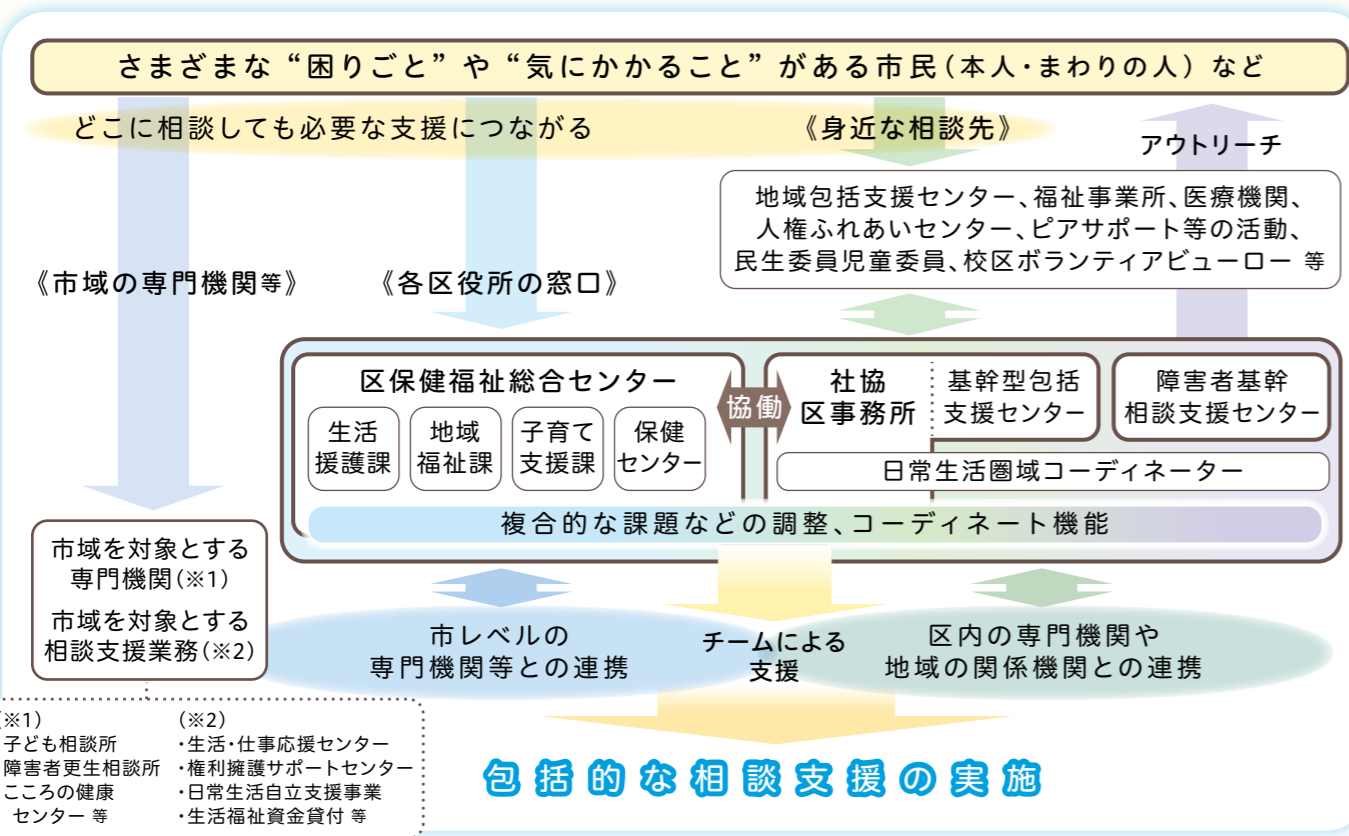 さまざまな“困りごと”や“気にかかること”がある市民(本人・まわりの人)など
どこに相談しても必要な支援につながる
《身近な相談先》
アウトリーチ
地域包括支援センター、福祉事業所、医療機関、
人権ふれあいセンター、ピアサポート等の活動、
民生委員児童委員、校区ボランティアビューロー 等
《市域の専門機関等》
《各区役所の窓口》
区保健福祉総合センター
生活
援護課
地域
福祉課
子育て
支援課
保健
センター
協働
社協
区事務所
基幹型包括
支援センター
障害者基幹
相談支援センター
日常生活圏域コーディネーター
複合的な課題などの調整、コーディネート機能
市域を対象とする
専門機関(※1)
市域を対象とする
相談支援業務(※2)
市レベルの
専門機関等との連携
チームによる
支援
区内の専門機関や
地域の関係機関との連携
(※1)
子ども相談所
障害者更生相談所
こころの健康
センター 等
(※2)
・生活・仕事応援センター
・権利擁護サポートセンター
・日常生活自立支援事業
・生活福祉資金貸付 等
包括的な相談支援の実施